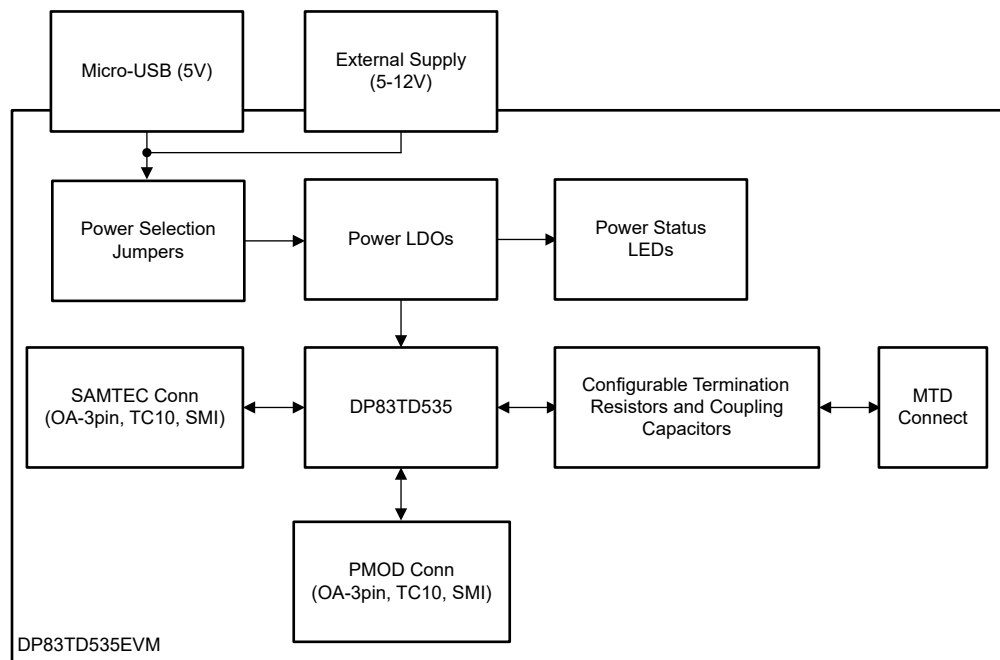 Micro-USB (5V)
External Supply
(5-12V)
Power Selection
Jumpers
Power LDOs
Power Status
LEDs
SAMTEC Conn
(OA-3pin, TC10, SMI)
DP83TD535
Configurable Termination
Resistors and Coupling
Capacitors
MTD
Connect
PMOD Conn
(OA-3pin, TC10, SMI)
DP83TD535EVM